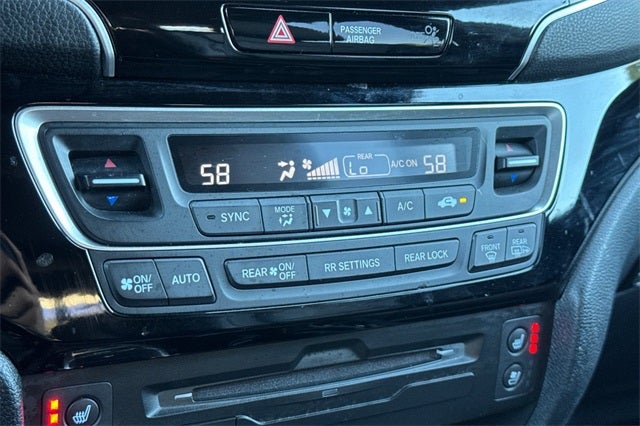 PASSENGER
AIRBAG
58
REAR
Lo
A/C ON
58
SYNC
MODE
A/C
ON/
OFF
AUTO
REAR ON/
OFF
RR SETTINGS
REAR LOCK
FRONT
REAR